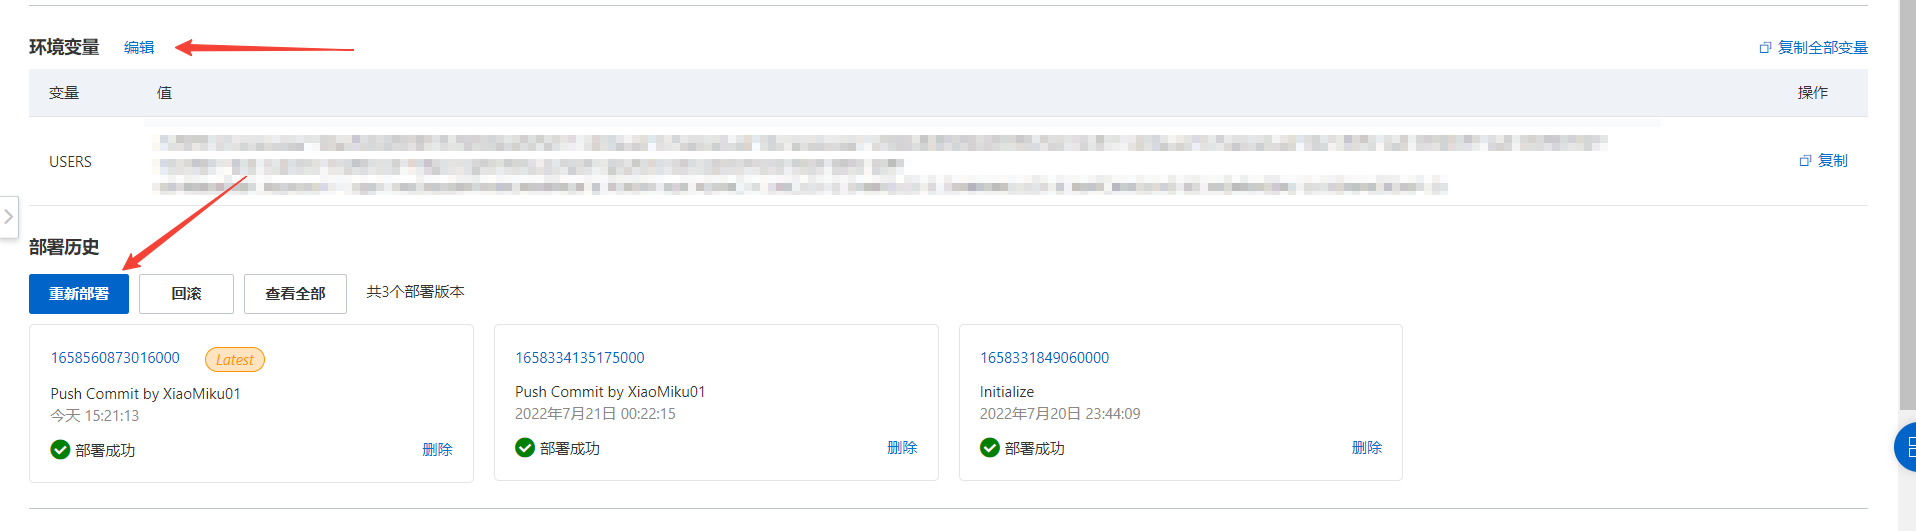 环境变量 编辑 复制全部变量
变量 值 操作
USERS 复制
部署历史
重新部署 回滚 查看全部 共3个部署版本
1658560873016000 Latest
Push Commit by XiaoMiku01
今天 15:21:13
部署成功 删除
1658334135175000
Push Commit by XiaoMiku01
2022年7月21日 00:22:15
部署成功 删除
1658331849060000
Initialize
2022年7月20日 23:44:09
部署成功 删除